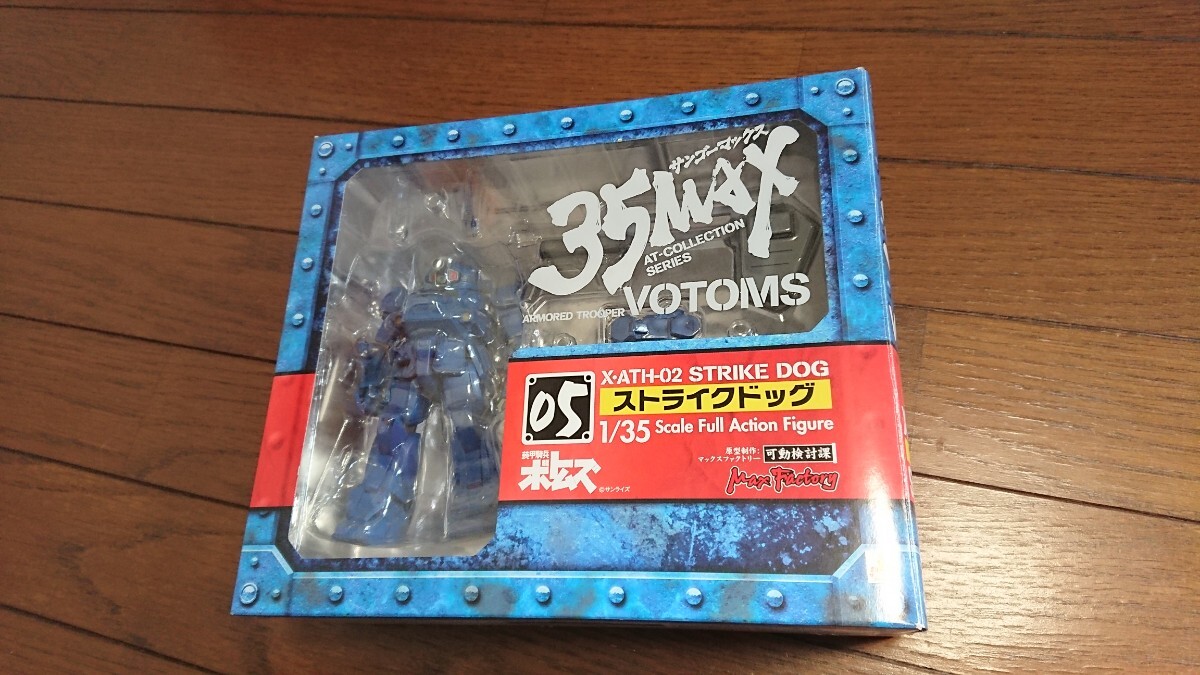 サンゴーマックス
35MAX
AT-COLLECTION
SERIES
ARMORED TROOPER VOTOMS
05
X・ATH-02 STRIKE DOG
ストライクドッグ
1/35 Scale Full Action Figure
装甲騎兵
ボトムズ
©サンライズ
原型制作:
マックスファクトリー 可動検討課
Max Factory